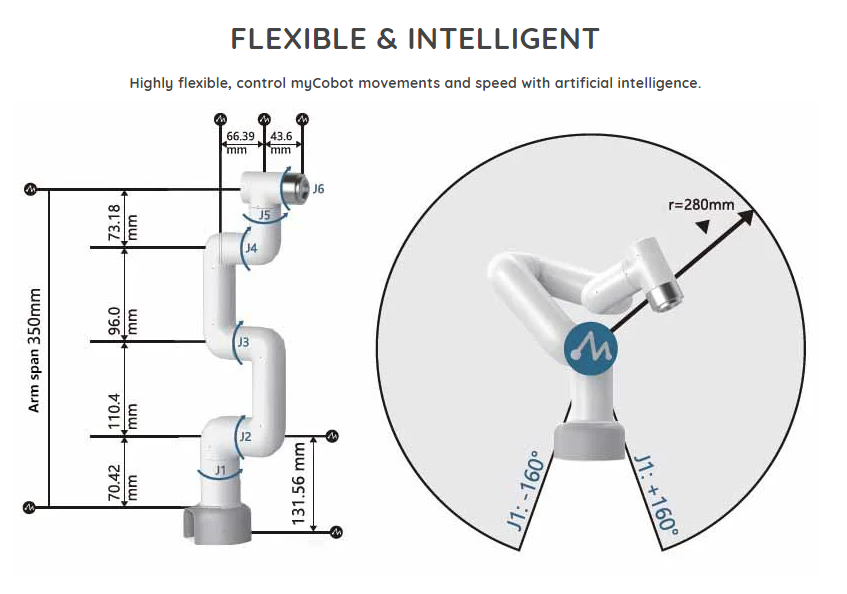 FLEXIBLE & INTELLIGENT
Highly flexible, control myCobot movements and speed with artificial intelligence.
66.39
mm
43.6
mm
J6
J5
73.18
mm
J4
r=280mm
96.0
mm
J3
Arm span 350mm
110.4
mm
J2
J1
70.42
mm
131.56 mm
J1: -160°
J1: +160°